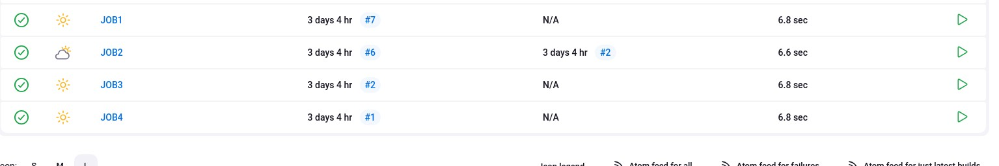 JOB1 3 days 4 hr #7 N/A 6.8 sec
JOB2 3 days 4 hr #6 3 days 4 hr #2 6.6 sec
JOB3 3 days 4 hr #2 N/A 6.8 sec
JOB4 3 days 4 hr #1 N/A 6.8 sec
con: S M L Icon legend Atom feed for all Atom feed for failures Atom feed for just latest builds